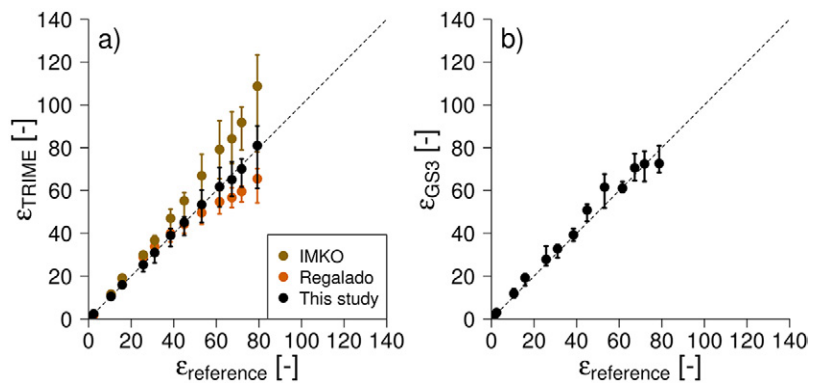 a)
140
120
100
80
60
40
20
0
ε_TRIME [-]
IMKO
Regalado
This study
0 20 40 60 80 100 120 140
ε_reference [-]
b)
140
120
100
80
60
40
20
0
ε_GS3 [-]
0 20 40 60 80 100 120 140
ε_reference [-]